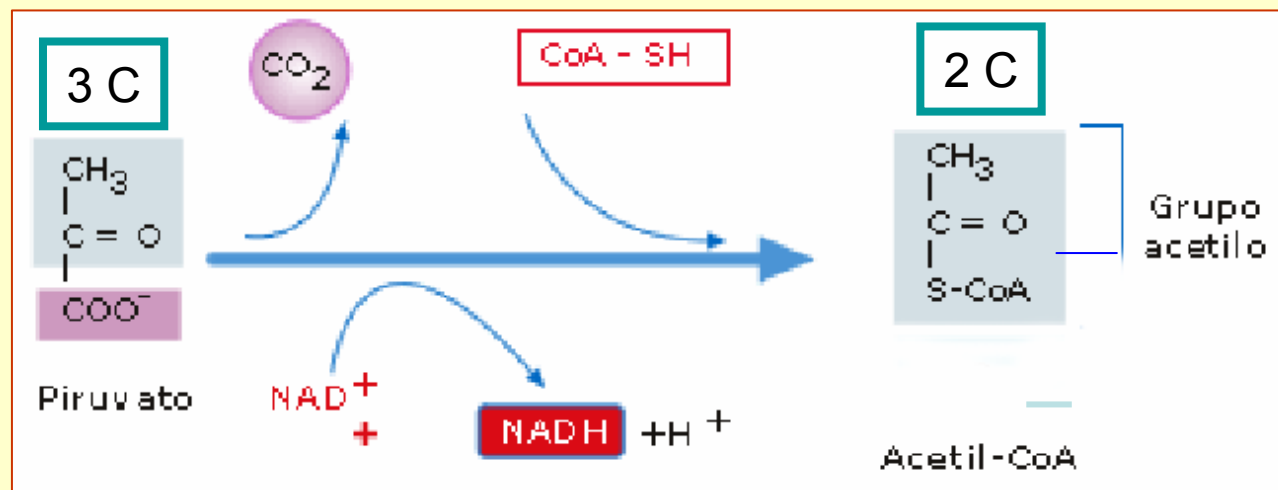 3 C
CO2
CoA - SH
2 C
CH3
C = O
COO-
Piruvato
NAD+
+
NADH +H+
CH3
C = O
S-CoA
Grupo
acetilo
Acetil-CoA